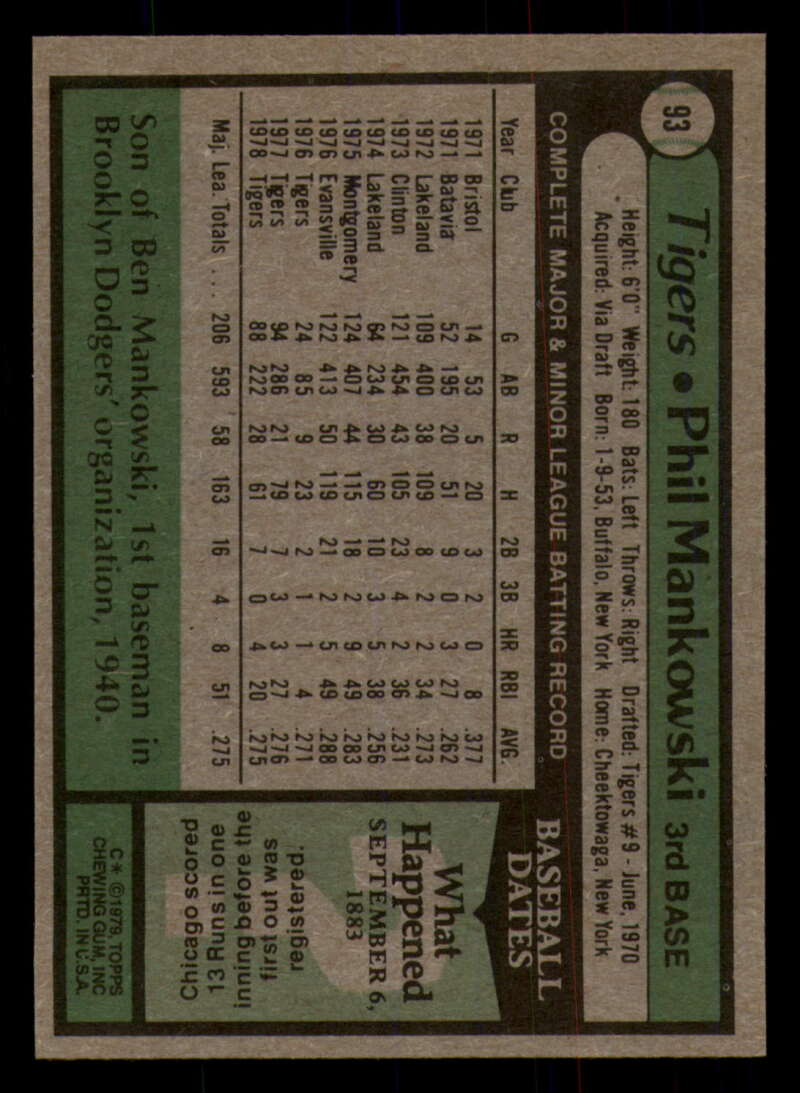 93
Tigers • Phil Mankowski 3rd BASE
Height: 6'0" Weight: 180 Bats: Left Throws: Right Drafted: Tigers #9 - June, 1970
Acquired: Via Draft Born: 1-9-53, Buffalo, New York Home: Cheektowaga, New York
COMPLETE MAJOR & MINOR LEAGUE BATTING RECORD
Year Club G AB R H 2B 3B HR RBI AVG.
1971 Bristol 14 53 5 20 3 2 0 8 .377
1971 Batavia 52 195 20 51 9 0 3 27 .262
1972 Lakeland 109 400 38 109 8 2 2 34 .273
1973 Clinton 121 454 43 105 23 4 2 36 .231
1974 Lakeland 64 234 30 60 10 3 5 38 .256
1975 Montgomery 124 407 44 115 18 2 9 49 .283
1976 Evansville 122 413 50 119 21 2 5 49 .288
1976 Tigers 24 85 9 23 2 1 1 4 .271
1977 Tigers 94 286 21 79 7 3 3 27 .276
1978 Tigers 88 222 28 61 7 0 4 20 .275
Maj. Lea. Totals . . . . 206 593 58 163 16 4 8 51 .275
Son of Ben Mankowski, 1st baseman in
Brooklyn Dodgers' organization, 1940.
BASEBALL
DATES
What
Happened
SEPTEMBER 6,
1883
Chicago scored
13 Runs in one
inning before the
first out was
registered.
C* ©1979, TOPPS
CHEWING GUM, INC
PRTD. IN U.S.A.